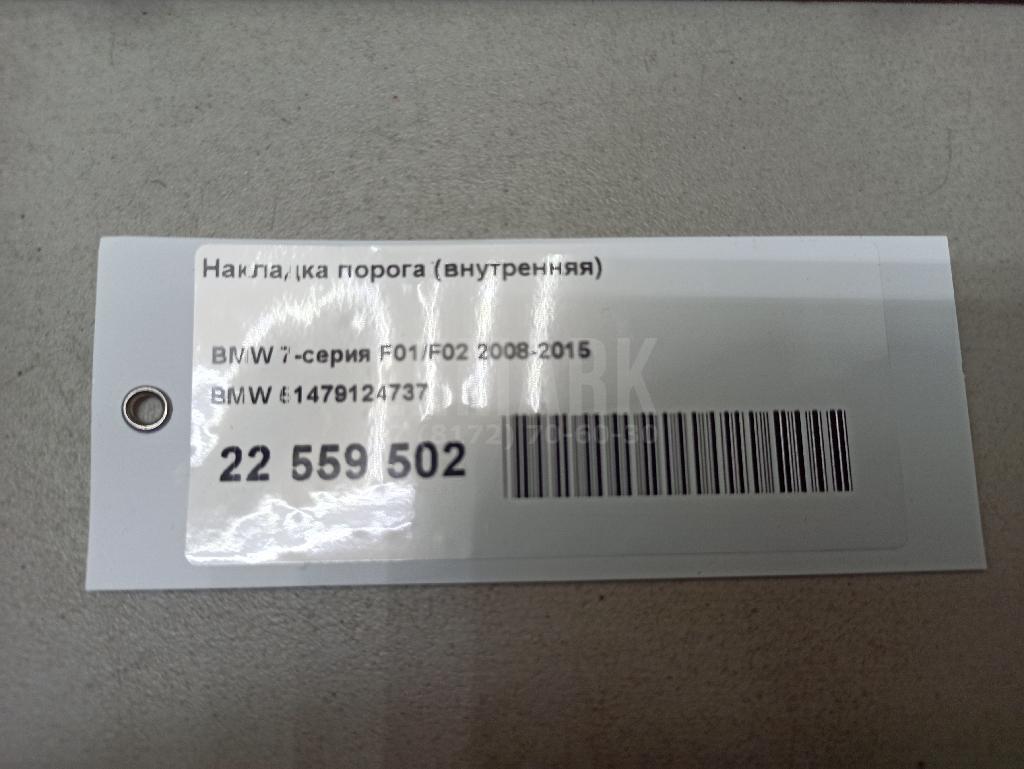 Накладка порога (внутренняя)
BMW 7-серия F01/F02 2008-2015
BMW 51479124737
22 559 502